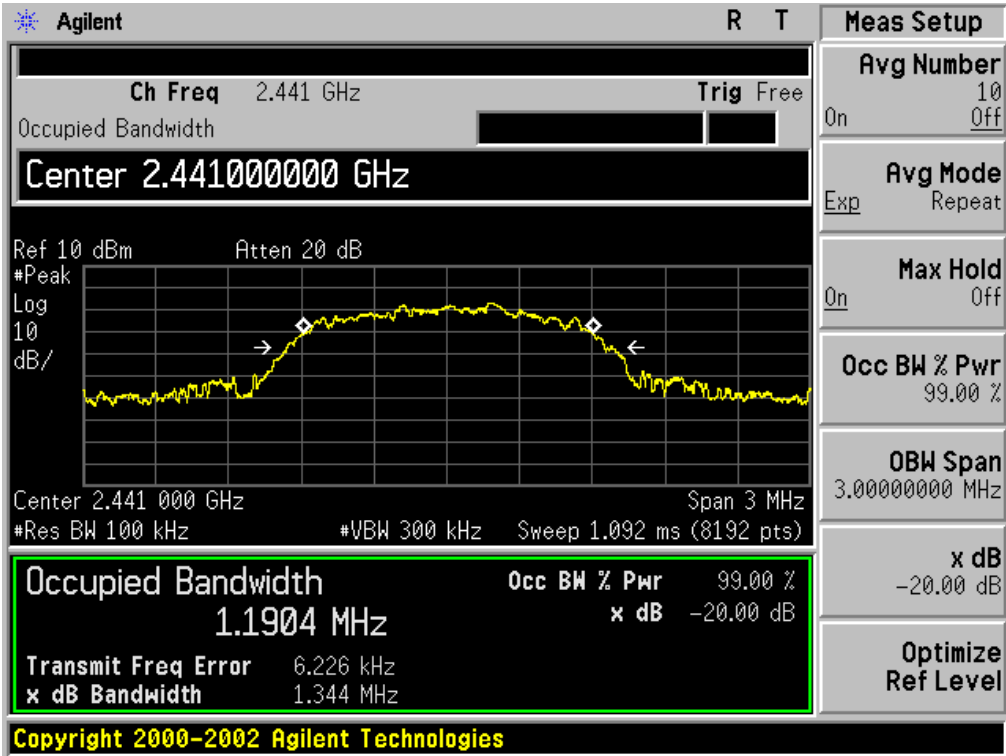 Agilent R T
Ch Freq 2.441 GHz Trig Free
Occupied Bandwidth
Center 2.441000000 GHz
Ref 10 dBm Atten 20 dB
#Peak
Log
10
dB/
Center 2.441 000 GHz Span 3 MHz
#Res BW 100 kHz #VBW 300 kHz Sweep 1.092 ms (8192 pts)
Occupied Bandwidth Occ BW % Pwr 99.00 %
1.1904 MHz x dB -20.00 dB
Transmit Freq Error 6.226 kHz
x dB Bandwidth 1.344 MHz
Copyright 2000-2002 Agilent Technologies
Meas Setup
Avg Number
10
On Off
Avg Mode
Exp Repeat
Max Hold
On Off
Occ BW % Pwr
99.00 %
OBW Span
3.00000000 MHz
x dB
-20.00 dB
Optimize
Ref Level